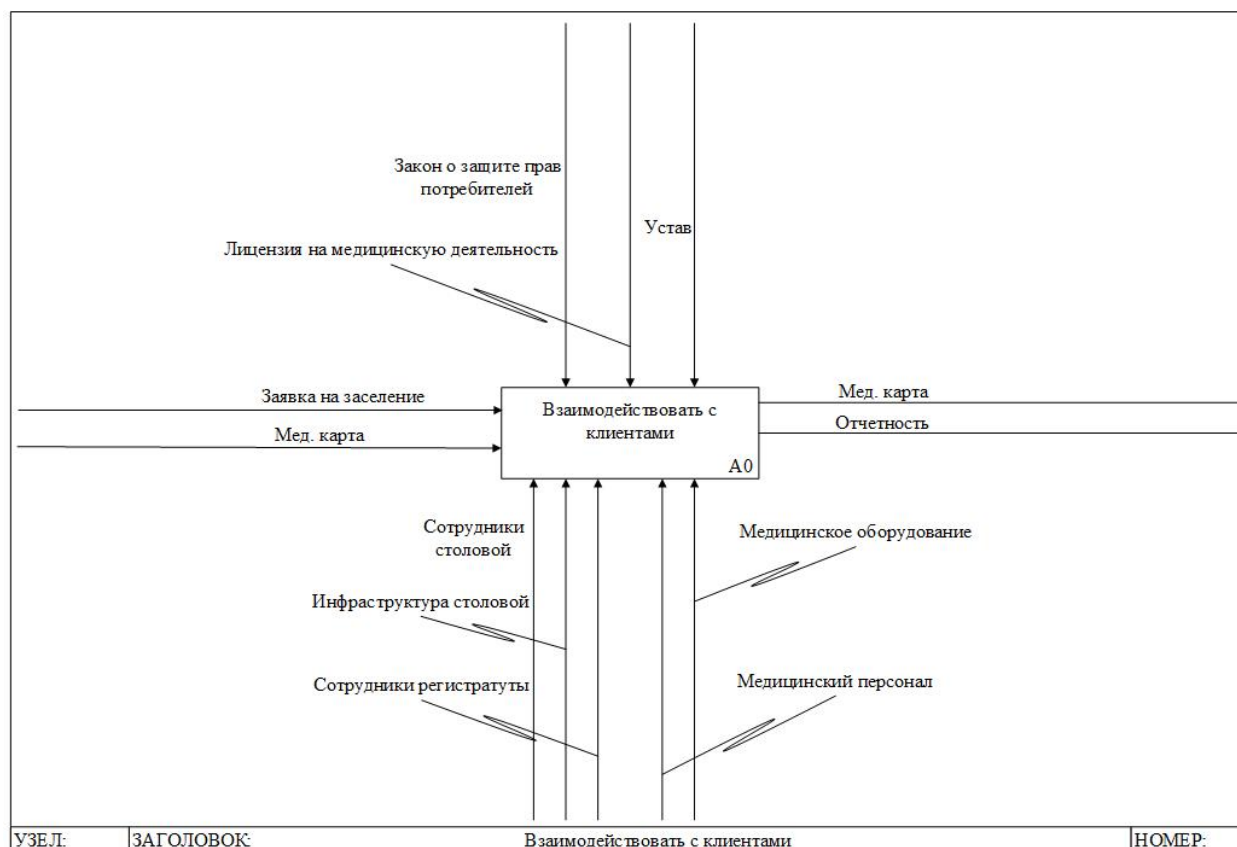 Закон о защите прав
потребителей
Устав
Лицензия на медицинскую деятельность
Заявка на заселение
Мед. карта
Взаимодействовать с
клиентами
A0
Мед. карта
Отчетность
Сотрудники
столовой
Медицинское оборудование
Инфраструктура столовой
Сотрудники регистратуты
Медицинский персонал
УЗЕЛ:
ЗАГОЛОВОК:
Взаимодействовать с клиентами
НОМЕР: